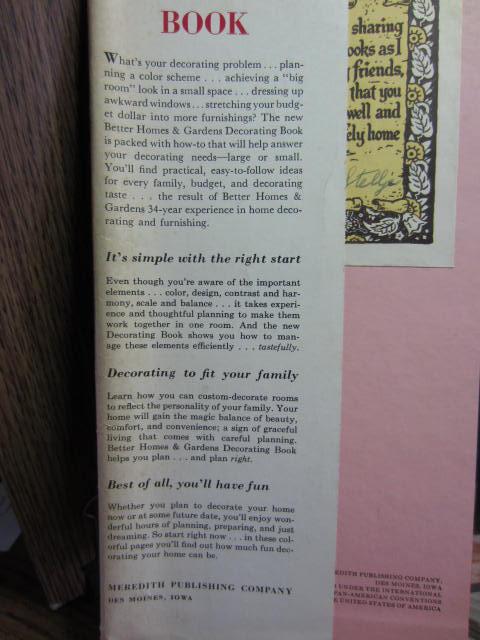 BOOK
What's your decorating problem . . . plan-
ning a color scheme . . . achieving a "big
room" look in a small space . . . dressing up
awkward windows . . . stretching your budg-
et dollar into more furnishings? The new
Better Homes & Gardens Decorating Book
is packed with how-to that will help answer
your decorating needs—large or small.
You'll find practical, easy-to-follow ideas
for every family, budget, and decorating
taste . . . the result of Better Homes &
Gardens 34-year experience in home deco-
rating and furnishing.
It's simple with the right start
Even though you're aware of the important
elements . . . color, design, contrast and har-
mony, scale and balance . . . it takes experi-
ence and thoughtful planning to make them
work together in one room. And the new
Decorating Book shows you how to man-
age these elements efficiently . . . tastefully.
Decorating to fit your family
Learn how you can custom-decorate rooms
to reflect the personality of your family. Your
home will gain the magic balance of beauty,
comfort, and convenience; a sign of graceful
living that comes with careful planning.
Better Homes & Gardens Decorating Book
helps you plan . . . and plan right.
Best of all, you'll have fun
Whether you plan to decorate your home
now or at some future date, you'll enjoy won-
derful hours of planning, preparing, and just
dreaming. So start right now . . . in these col-
orful pages you'll find out how much fun dec-
orating your home can be.
MEREDITH PUBLISHING COMPANY
DES MOINES, IOWA
sharing
ooks as I
friends,
that you
well and
ely home
EDITH PUBLISHING COMPANY,
DES MOINES, IOWA
UNDER THE INTERNATIONAL
PAN-AMERICAN CONVENTIONS
UNITED STATES OF AMERICA